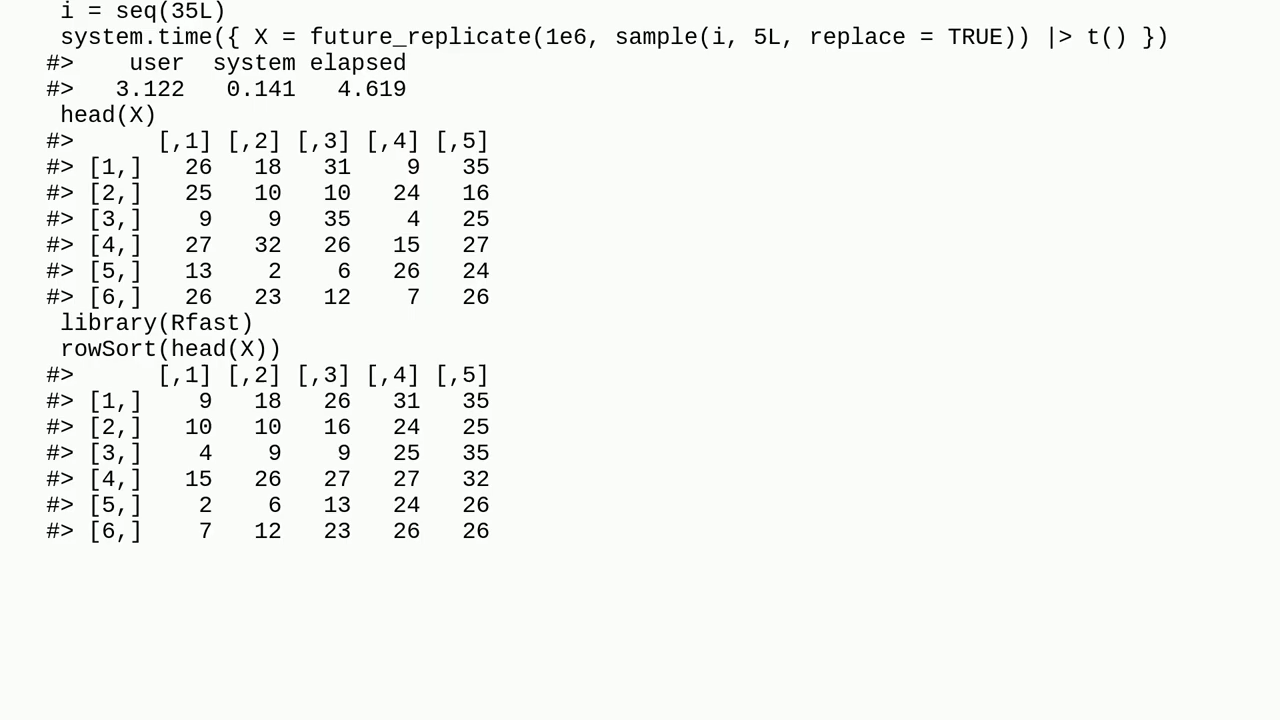 i = seq(35L)
system.time({ X = future_replicate(1e6, sample(i, 5L, replace = TRUE)) |> t() })
#>    user  system elapsed
#>   3.122   0.141   4.619
head(X)
#>      [,1] [,2] [,3] [,4] [,5]
#> [1,]   26   18   31    9   35
#> [2,]   25   10   10   24   16
#> [3,]    9    9   35    4   25
#> [4,]   27   32   26   15   27
#> [5,]   13    2    6   26   24
#> [6,]   26   23   12    7   26
library(Rfast)
rowSort(head(X))
#>      [,1] [,2] [,3] [,4] [,5]
#> [1,]    9   18   26   31   35
#> [2,]   10   10   16   24   25
#> [3,]    4    9    9   25   35
#> [4,]   15   26   27   27   32
#> [5,]    2    6   13   24   26
#> [6,]    7   12   23   26   26